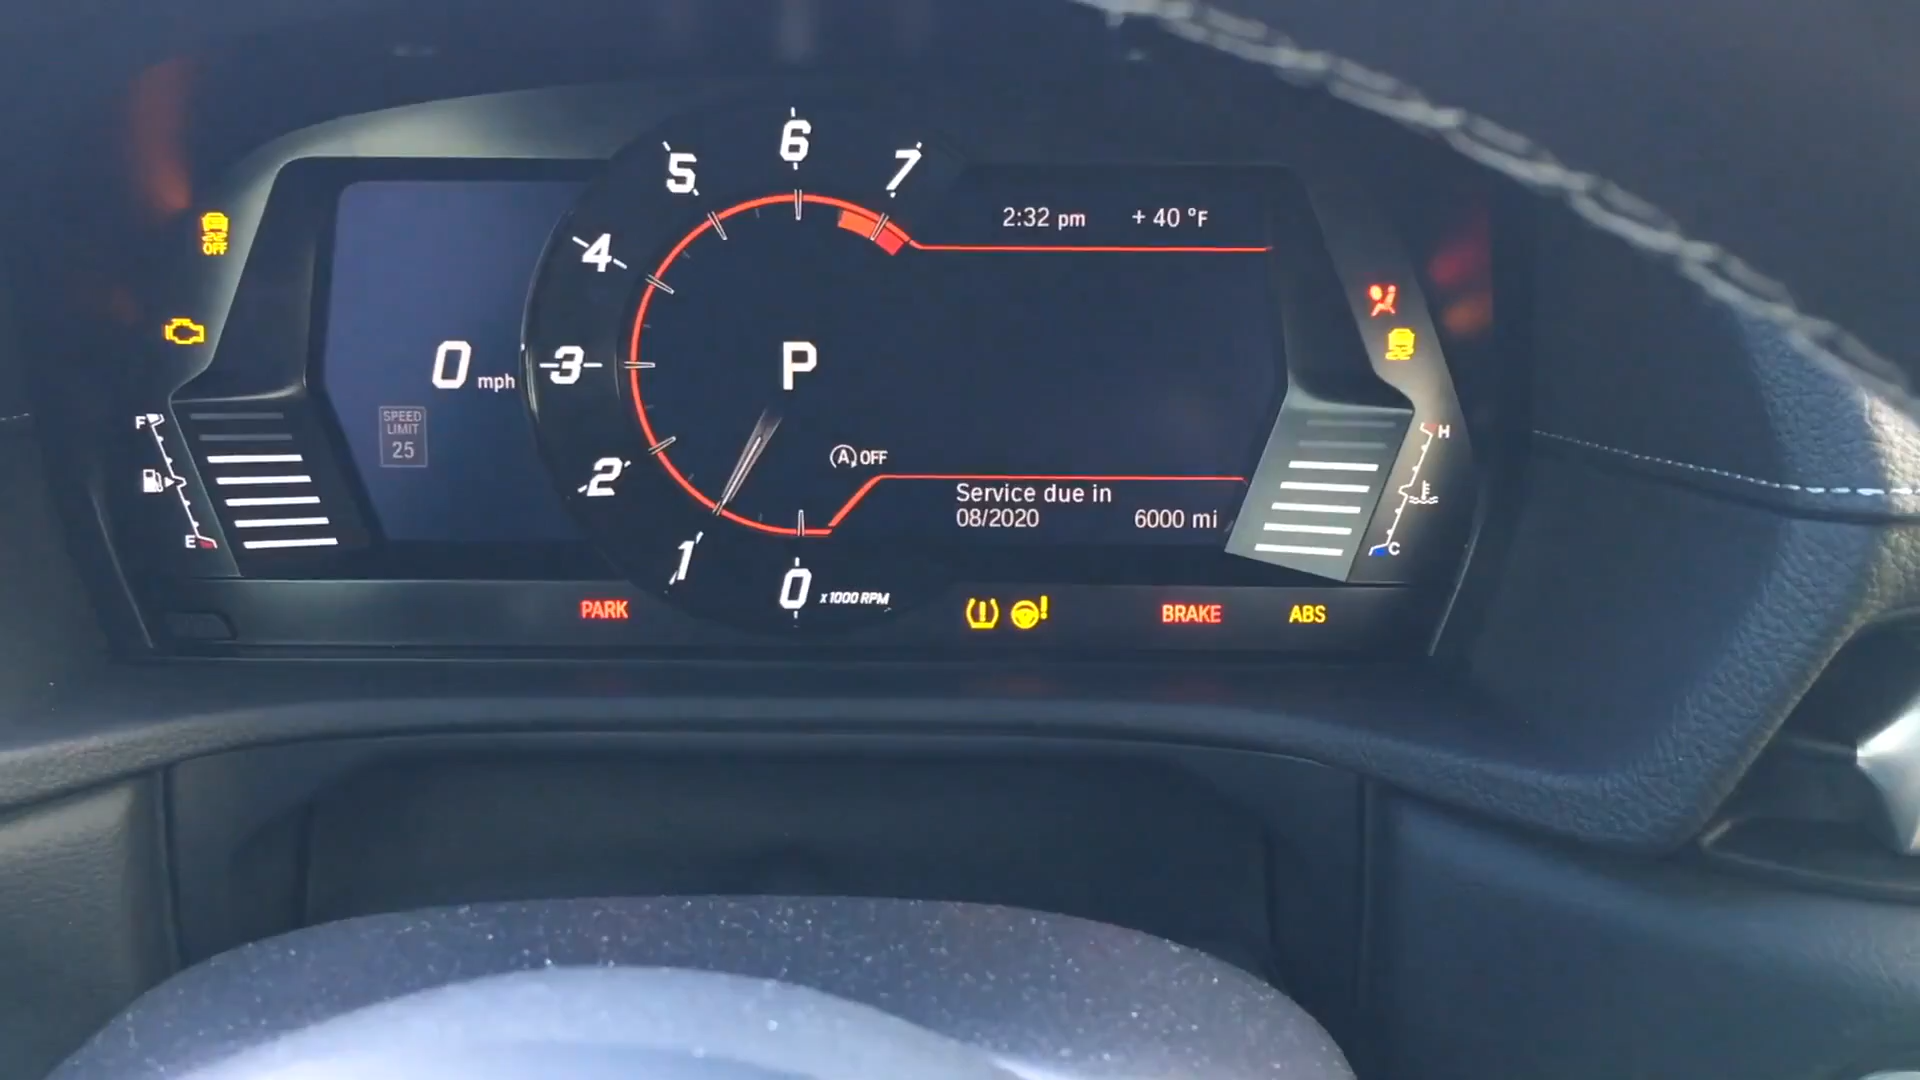 6
5
7
2:32 pm + 40 °F
OFF
4
0 mph
3
P
SPEED
LIMIT
25
F
H
(A) OFF
2
Service due in
08/2020 6000 mi
E
C
1
0 x1000 RPM
PARK
BRAKE
ABS